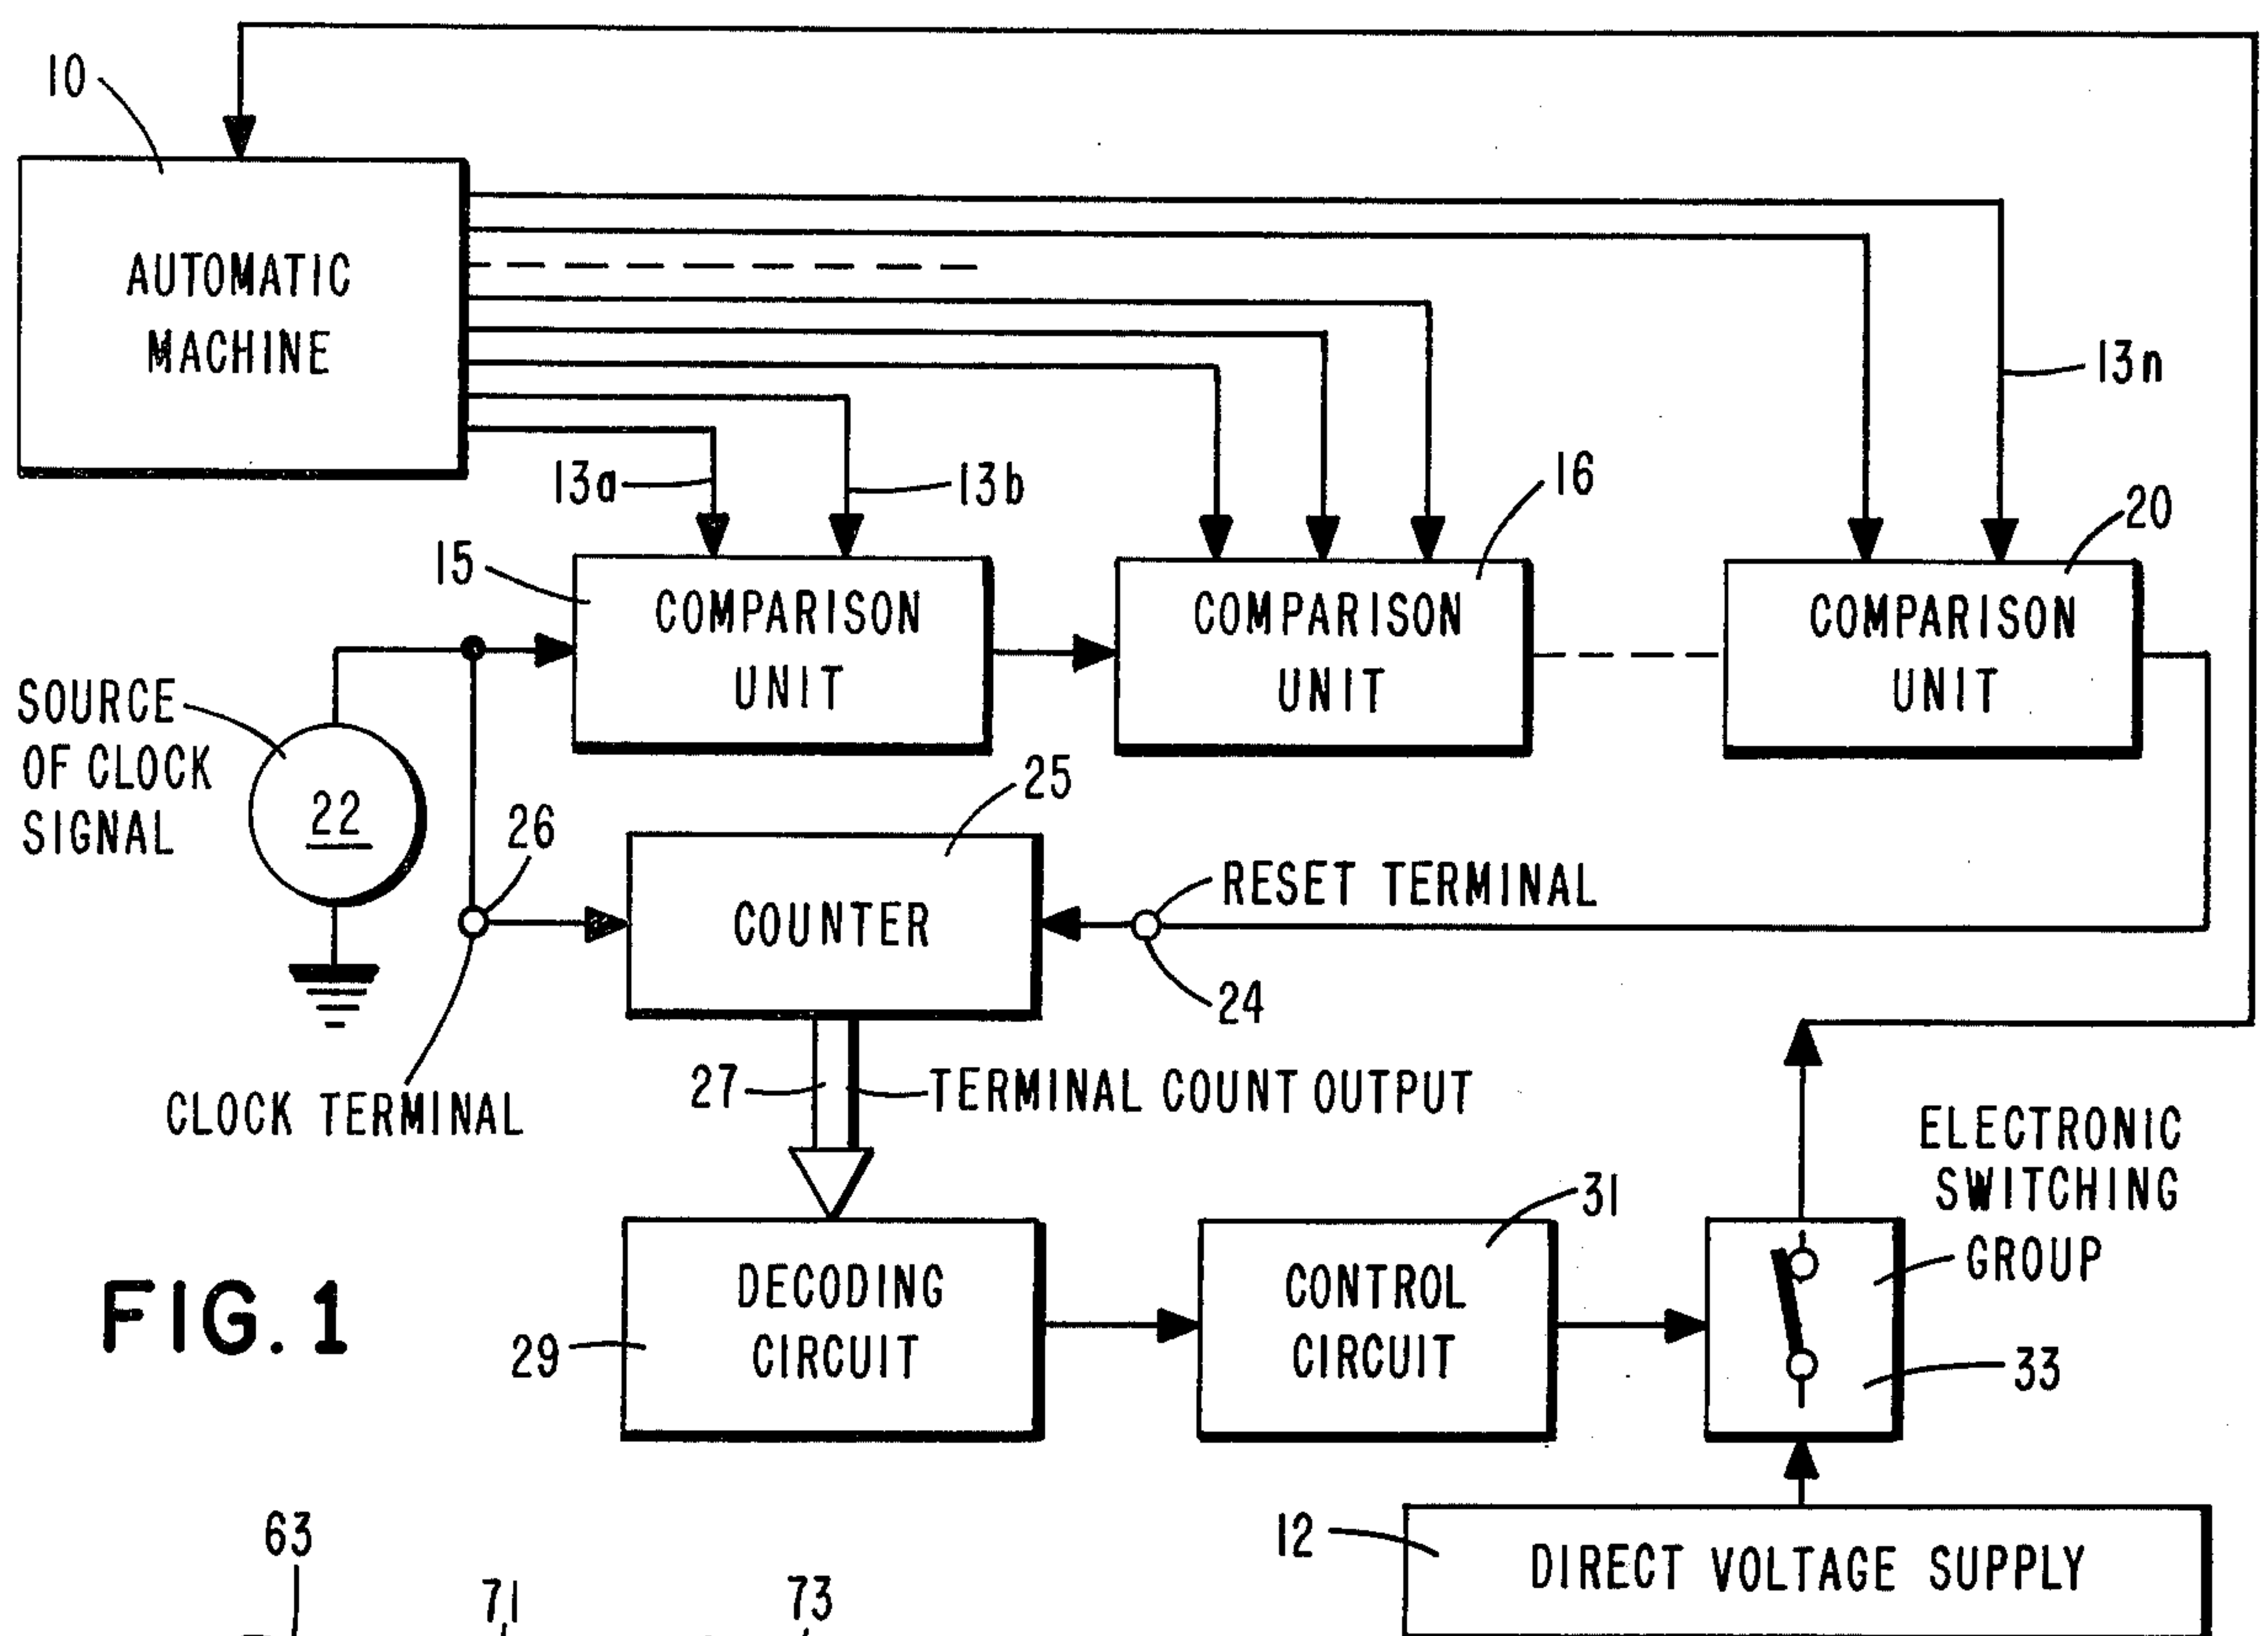 10
AUTOMATIC
MACHINE
13n
13a
13b
16
20
15
COMPARISON
UNIT
COMPARISON
UNIT
COMPARISON
UNIT
SOURCE
OF CLOCK
SIGNAL
22
26
25
COUNTER
RESET TERMINAL
24
CLOCK TERMINAL
27
TERMINAL COUNT OUTPUT
ELECTRONIC
SWITCHING
GROUP
31
33
DECODING
CIRCUIT
29
CONTROL
CIRCUIT
FIG. 1
12
DIRECT VOLTAGE SUPPLY
63
71
73